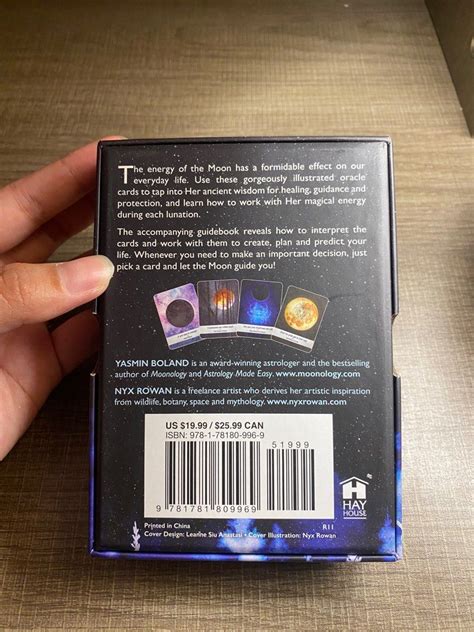 The energy of the Moon has a formidable effect on our
everyday life. Use these gorgeously illustrated oracle
cards to tap into Her ancient wisdom for healing, guidance and
protection, and learn how to work with Her magical energy
during each lunation.
The accompanying guidebook reveals how to interpret the
cards and work with them to create, plan and predict your
life. Whenever you need to make an important decision, just
pick a card and let the Moon guide you!
YASMIN BOLAND is an award-winning astrologer and the bestselling
author of Moonology and Astrology Made Easy. www.moonology.com
NYX ROWAN is a freelance artist who derves her artistic inspiration
from wildlife, botany, space and mythology. www.nyxrowan.com
US $19.99 / $25.99 CAN
ISBN: 978-1-78180-996-9
51999
9 781781 809969
HAY
HOUSE
Printed in China
R11
Cover Design: Leanne Siu Anastasi • Cover Illustration: Nyx Rowan